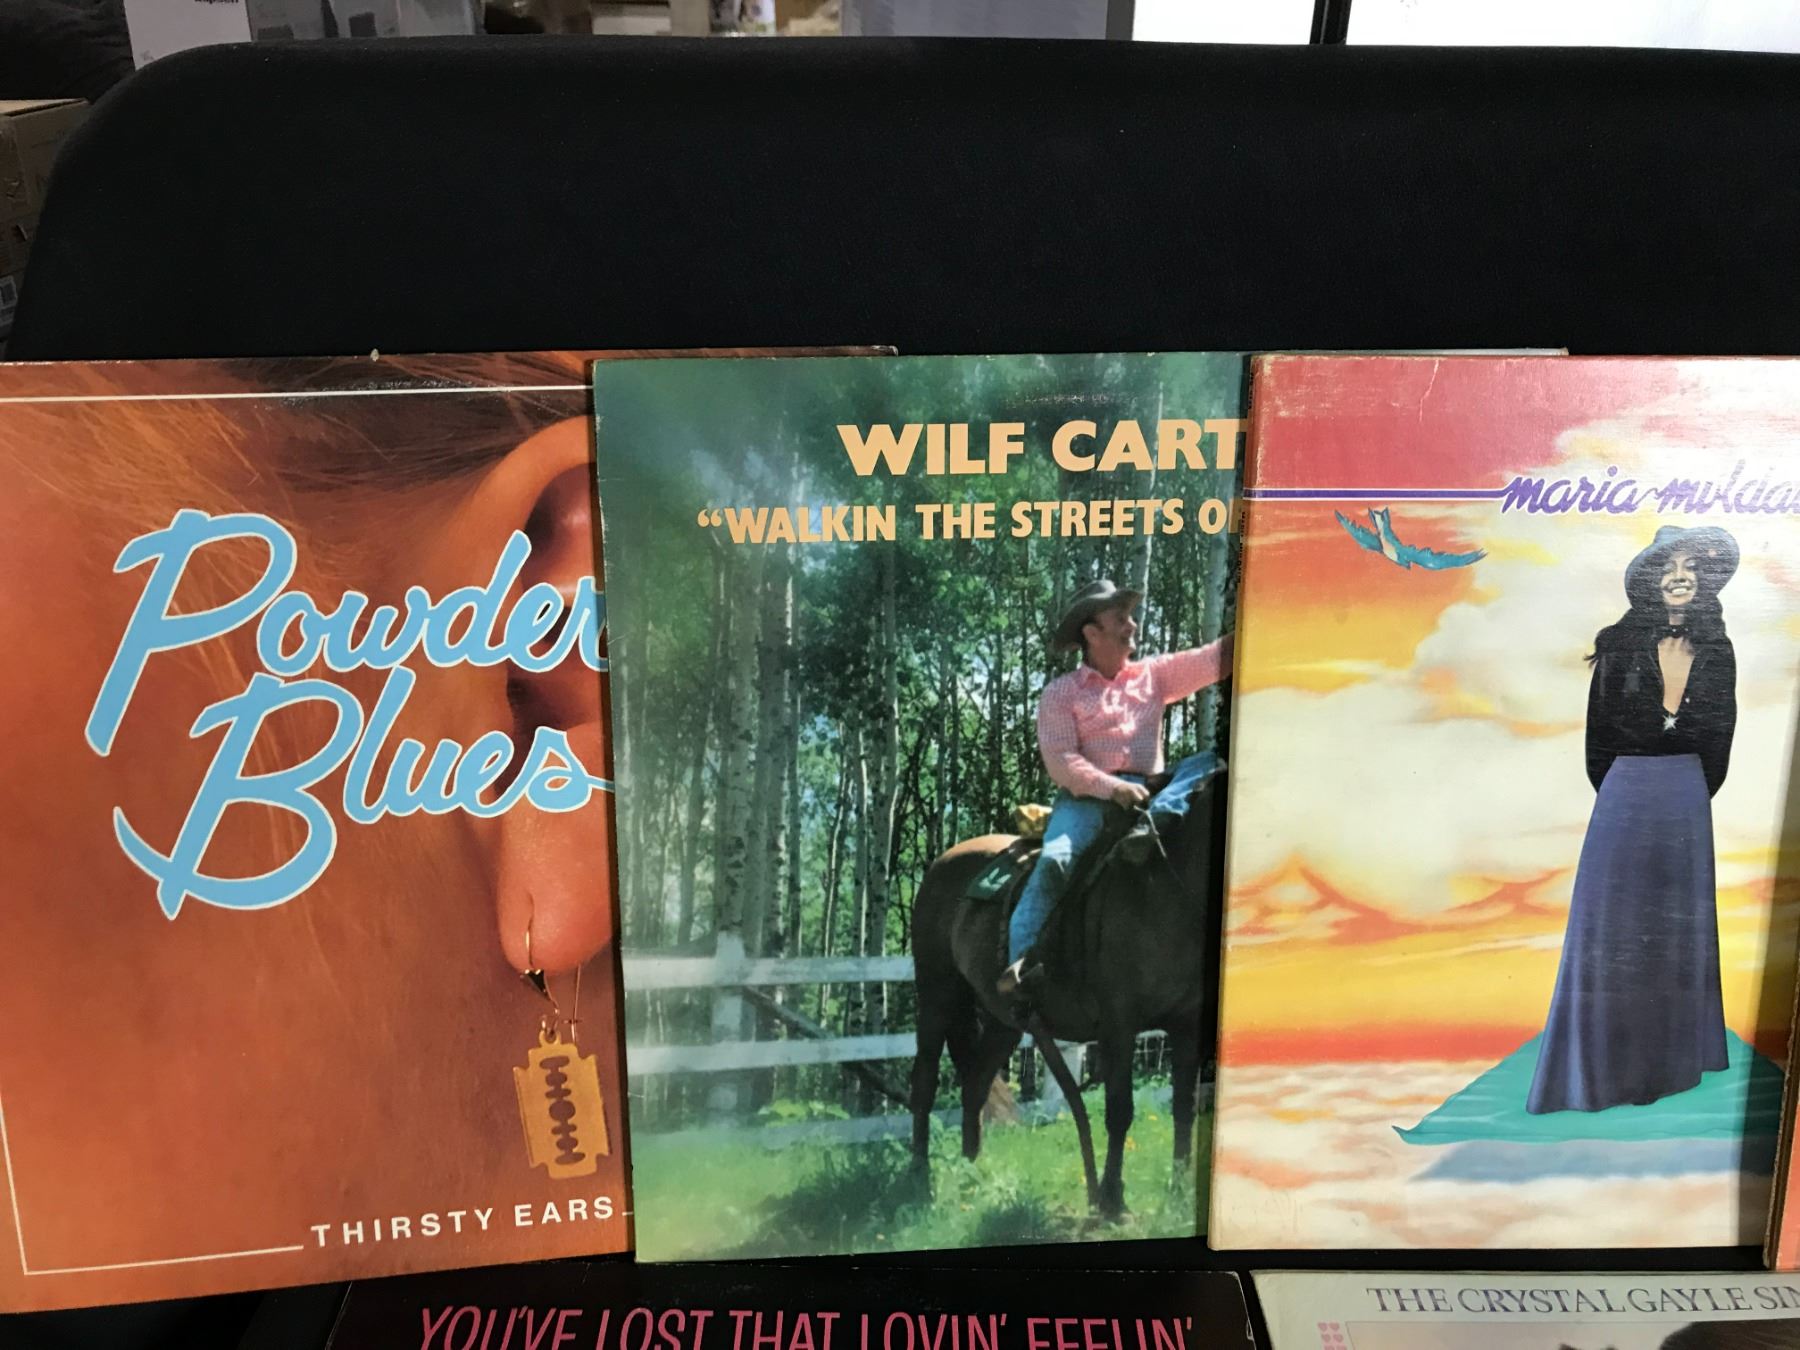 Powder
Blues
THIRSTY EARS
WILF CART
"WALKIN THE STREETS O
maria muldau
YOU'VE LOST THAT LOVIN' FEELIN'
THE CRYSTAL GAYLE SIN